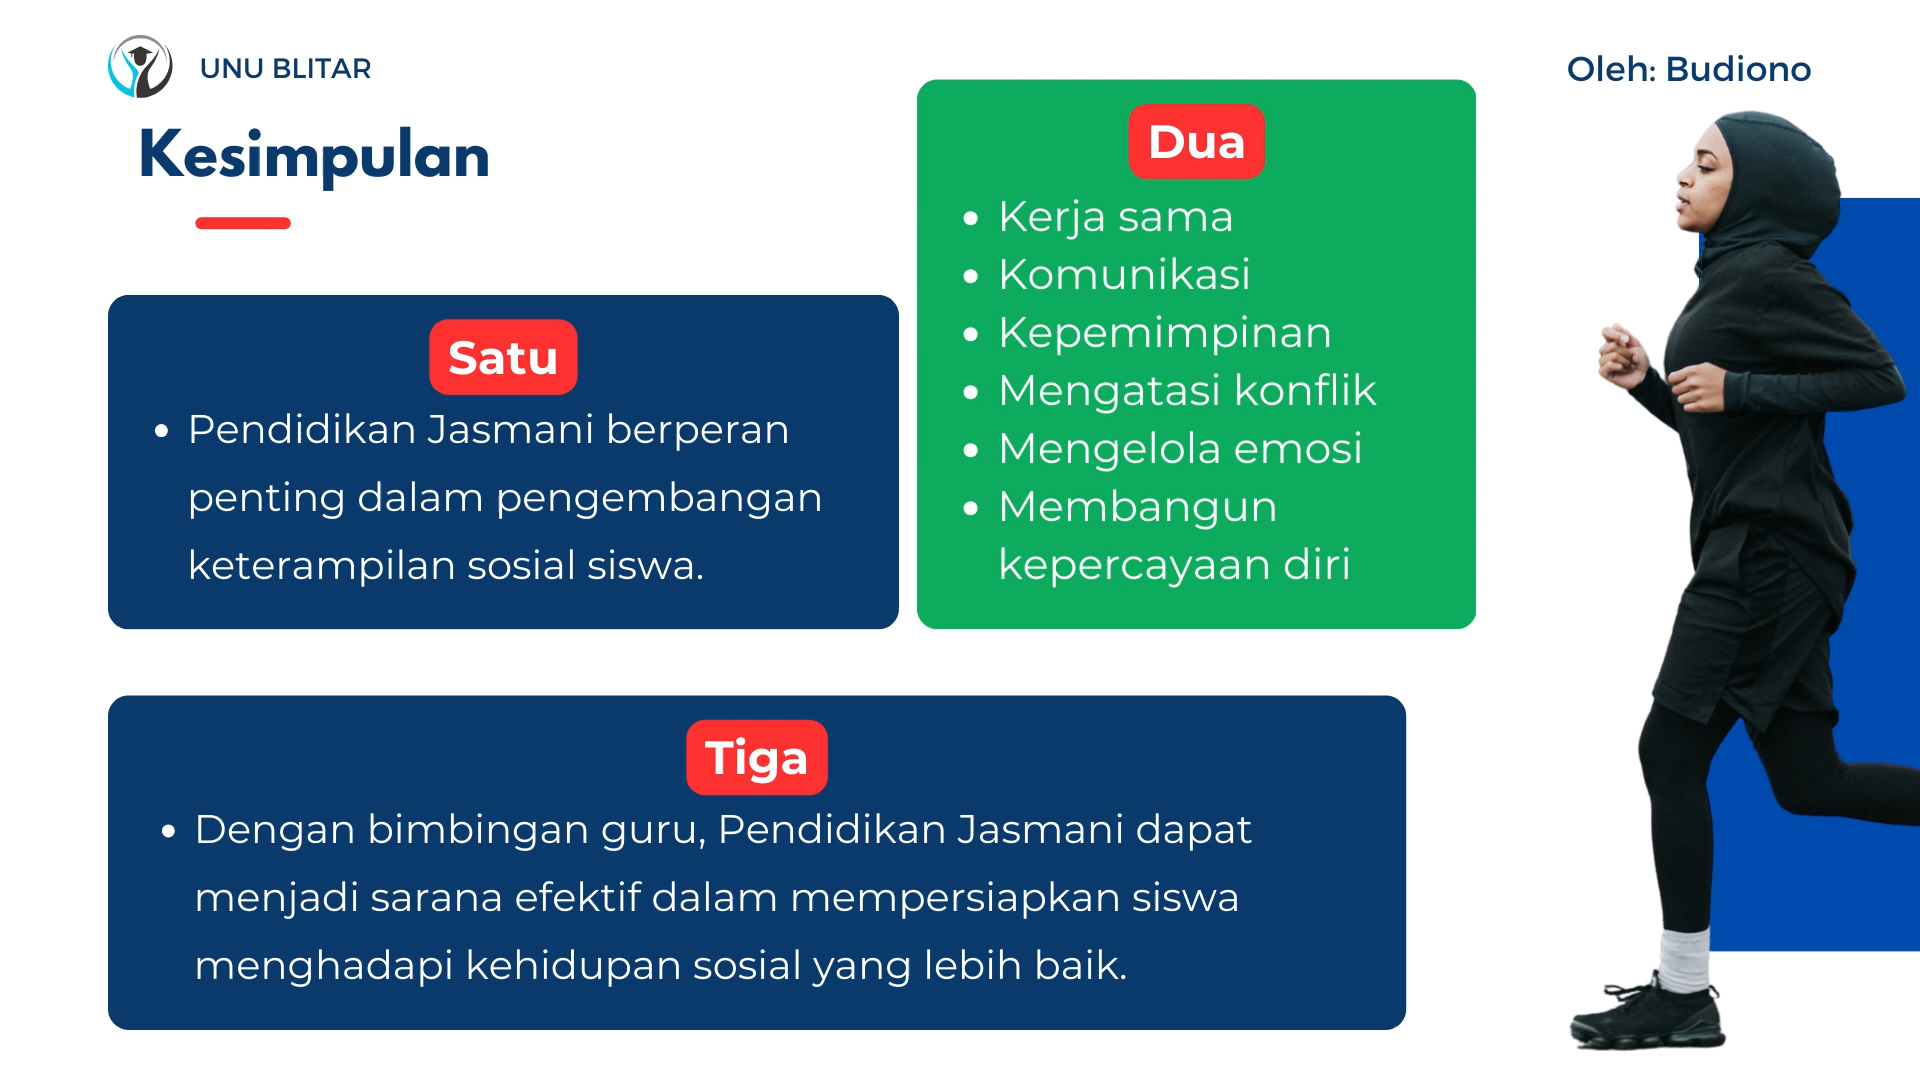 UNU BLITAR
Oleh: Budiono
Kesimpulan
Satu
• Pendidikan Jasmani berperan
penting dalam pengembangan
keterampilan sosial siswa.
Dua
• Kerja sama
• Komunikasi
• Kepemimpinan
• Mengatasi konflik
• Mengelola emosi
• Membangun
kepercayaan diri
Tiga
• Dengan bimbingan guru, Pendidikan Jasmani dapat
menjadi sarana efektif dalam mempersiapkan siswa
menghadapi kehidupan sosial yang lebih baik.